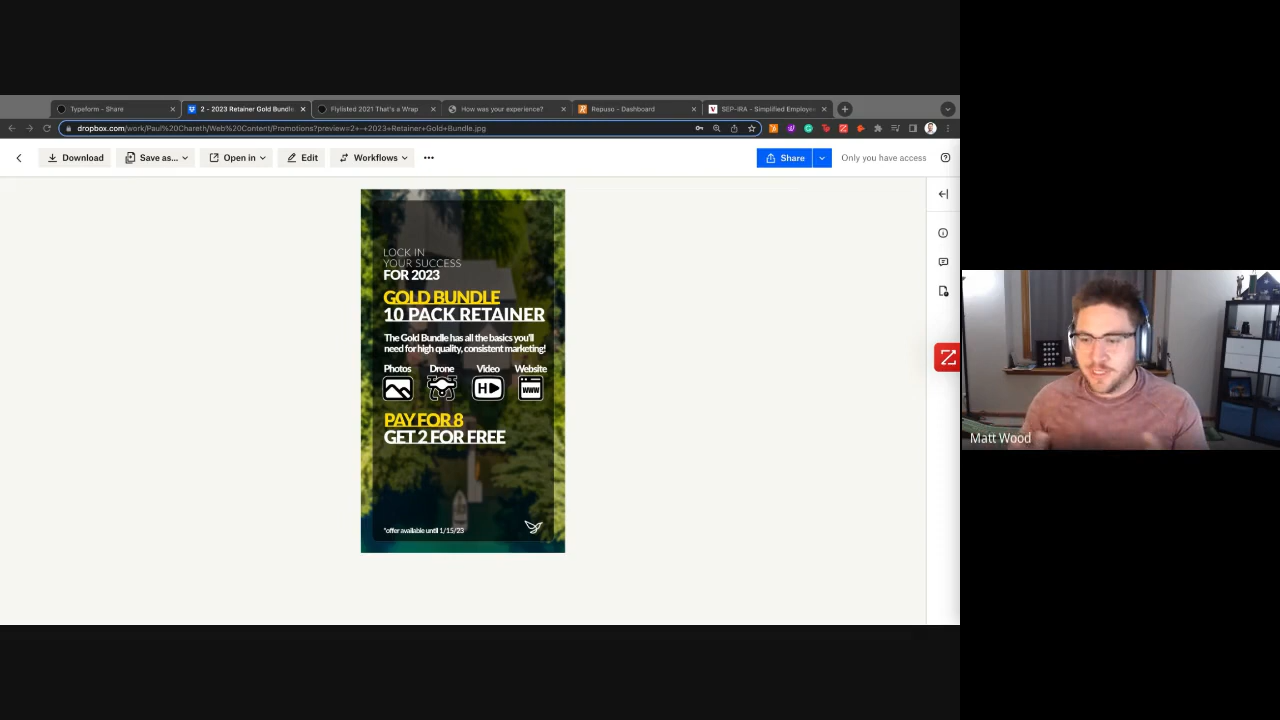 Typeform - Share
2 - 2023 Retainer Gold Bundle
Flylisted 2021 That's a Wrap
How was your experience?
Repuso - Dashboard
SEP-IRA - Simplified Employe
dropbox.com/work/Paul%20Chareth/Web%20Content/Promotions?preview=2+-+2023+Retainer+Gold+Bundle.jpg
Download
Save as...
Open in
Edit
Workflows
Share
Only you have access
LOCK IN
YOUR SUCCESS
FOR 2023
GOLD BUNDLE
10 PACK RETAINER
The Gold Bundle has all the basics you'll
need for high quality, consistent marketing!
Photos Drone Video Website
HD WWW
PAY FOR 8
GET 2 FOR FREE
*offer available until 1/15/23
Matt Wood